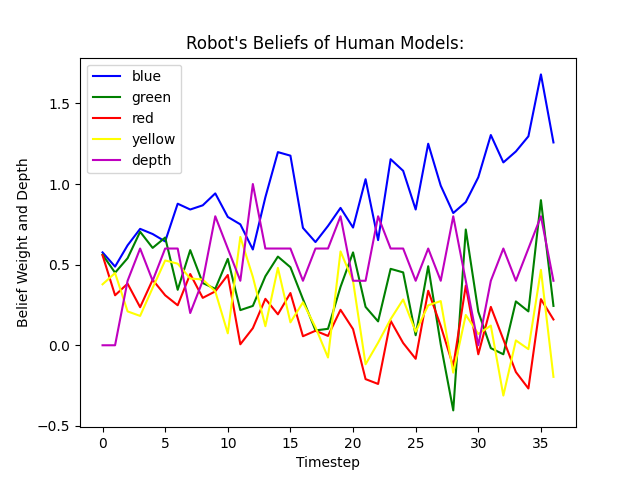 Robot's Beliefs of Human Models:
blue
green
red
yellow
depth
Belief Weight and Depth
1.5
1.0
0.5
0.0
−0.5
0 5 10 15 20 25 30 35
Timestep